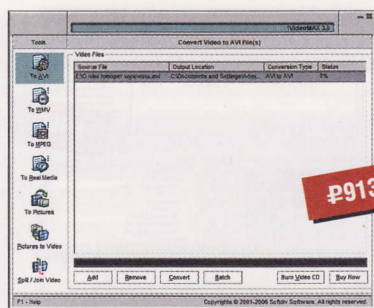 !VideoMAX 3.9
Tools
Convert Video to AVI File(s)
Video Files
Source File
Output Location
Conversion Type
Status
C:\Documents and Settings\
AVI to AVI
0%
To AVI
To WMV
To MPEG
To Real Media
To Pictures
Pictures to Video
Split / Join Video
₽913
Add
Remove
Convert
Batch
Burn Video CD
Buy Now
F1 - Help
Copyrights © 2001-2006 Softdiv Software. All rights reserved.